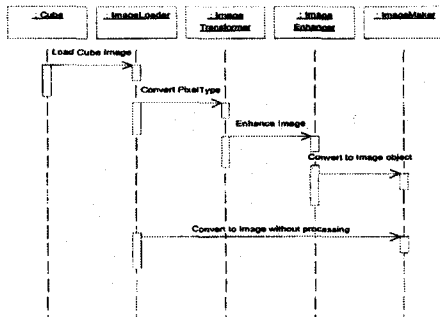 : Cube
: ImageLoader
: Image
Transformer
: Image
Enhancer
: ImageMaker
Load Cube Image
Convert PixelType
Enhance Image
Convert to Image object
Convert to Image without processing